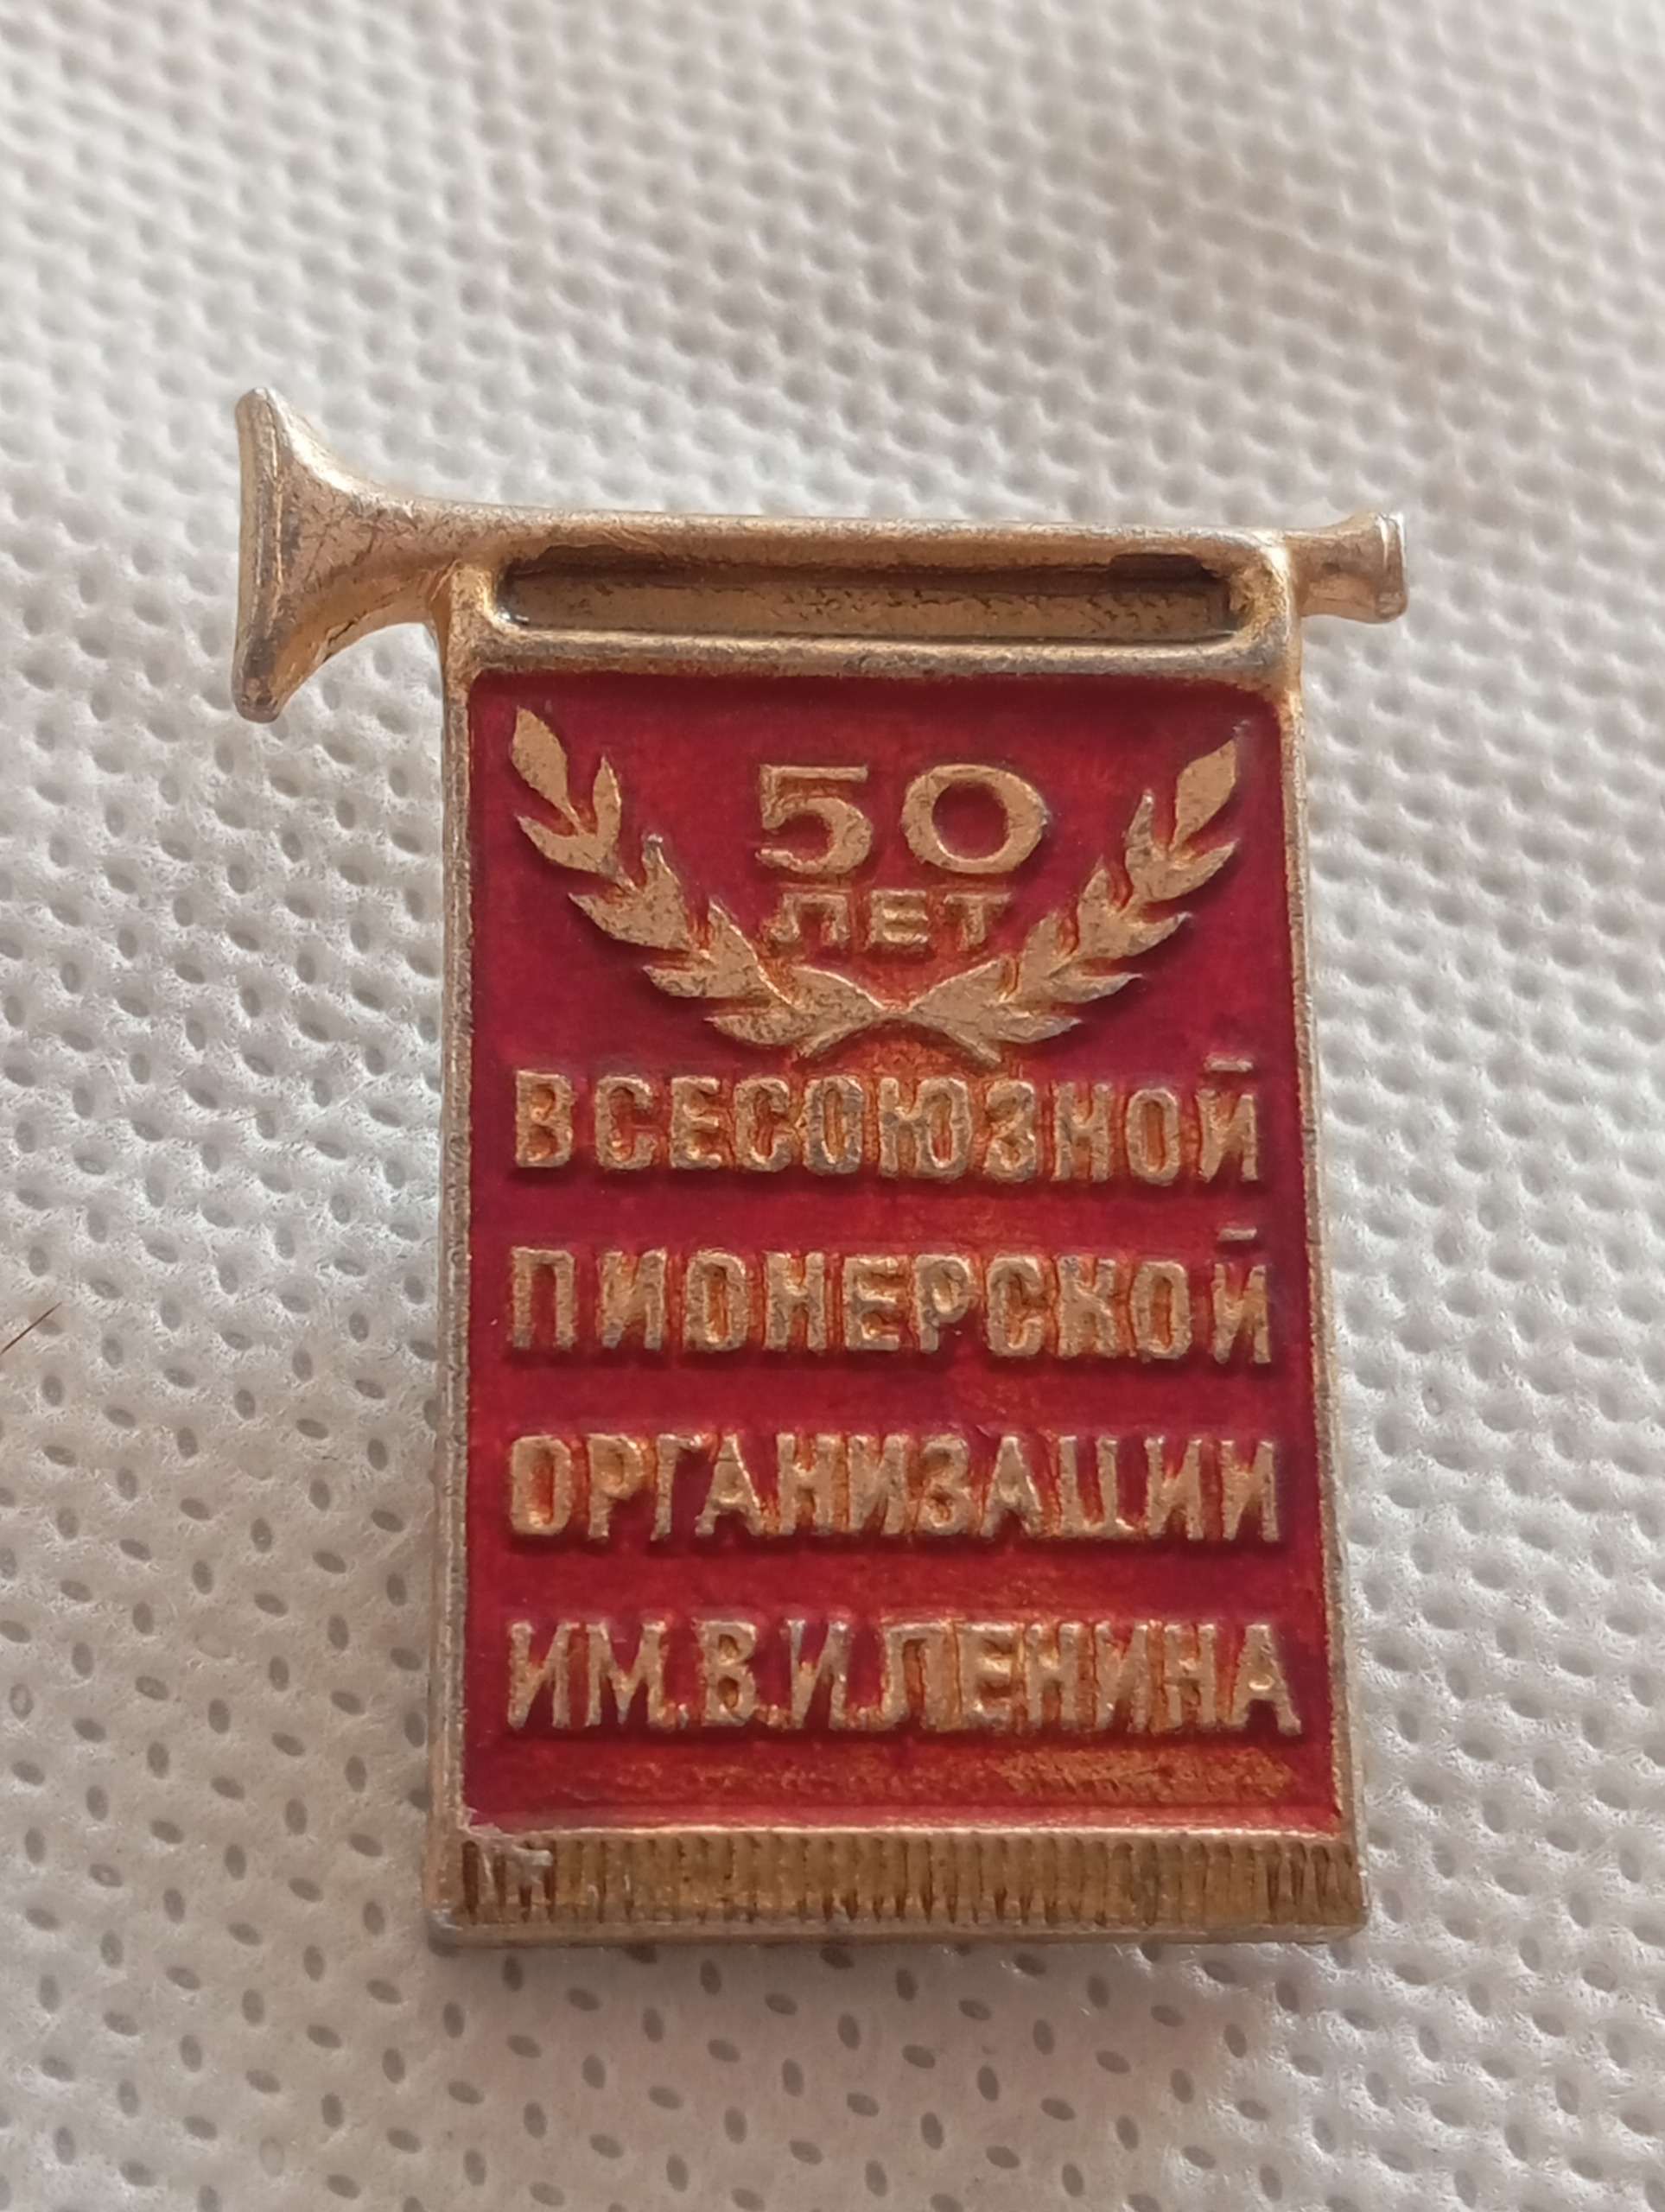 50
ЛЕТ
ВСЕСОЮЗНОЙ
ПИОНЕРСКОЙ
ОРГАНИЗАЦИИ
ИМ.В.И.ЛЕНИНА